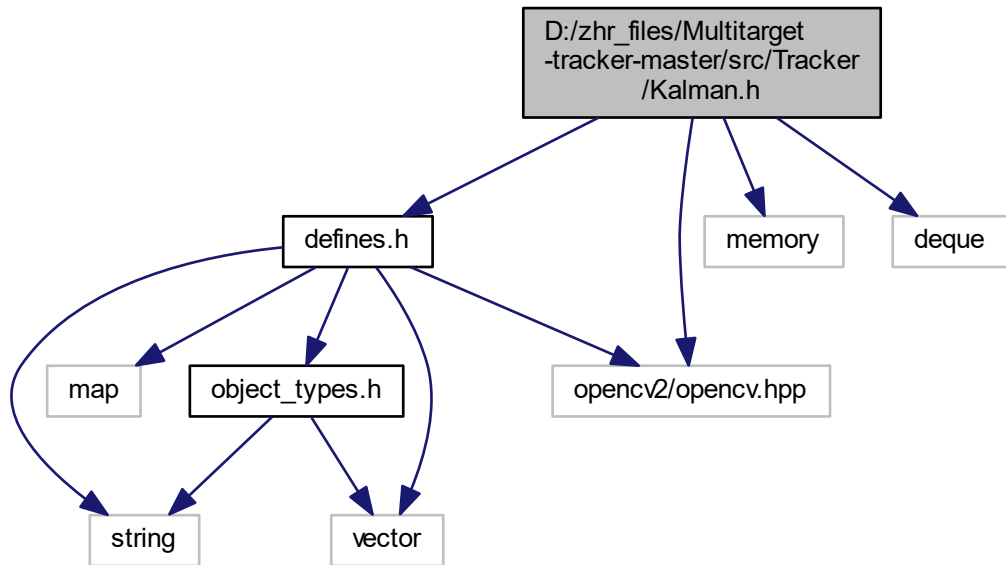 D:/zhr_files/Multitarget
-tracker-master/src/Tracker
/Kalman.h
defines.h
memory
deque
map
object_types.h
opencv2/opencv.hpp
string
vector